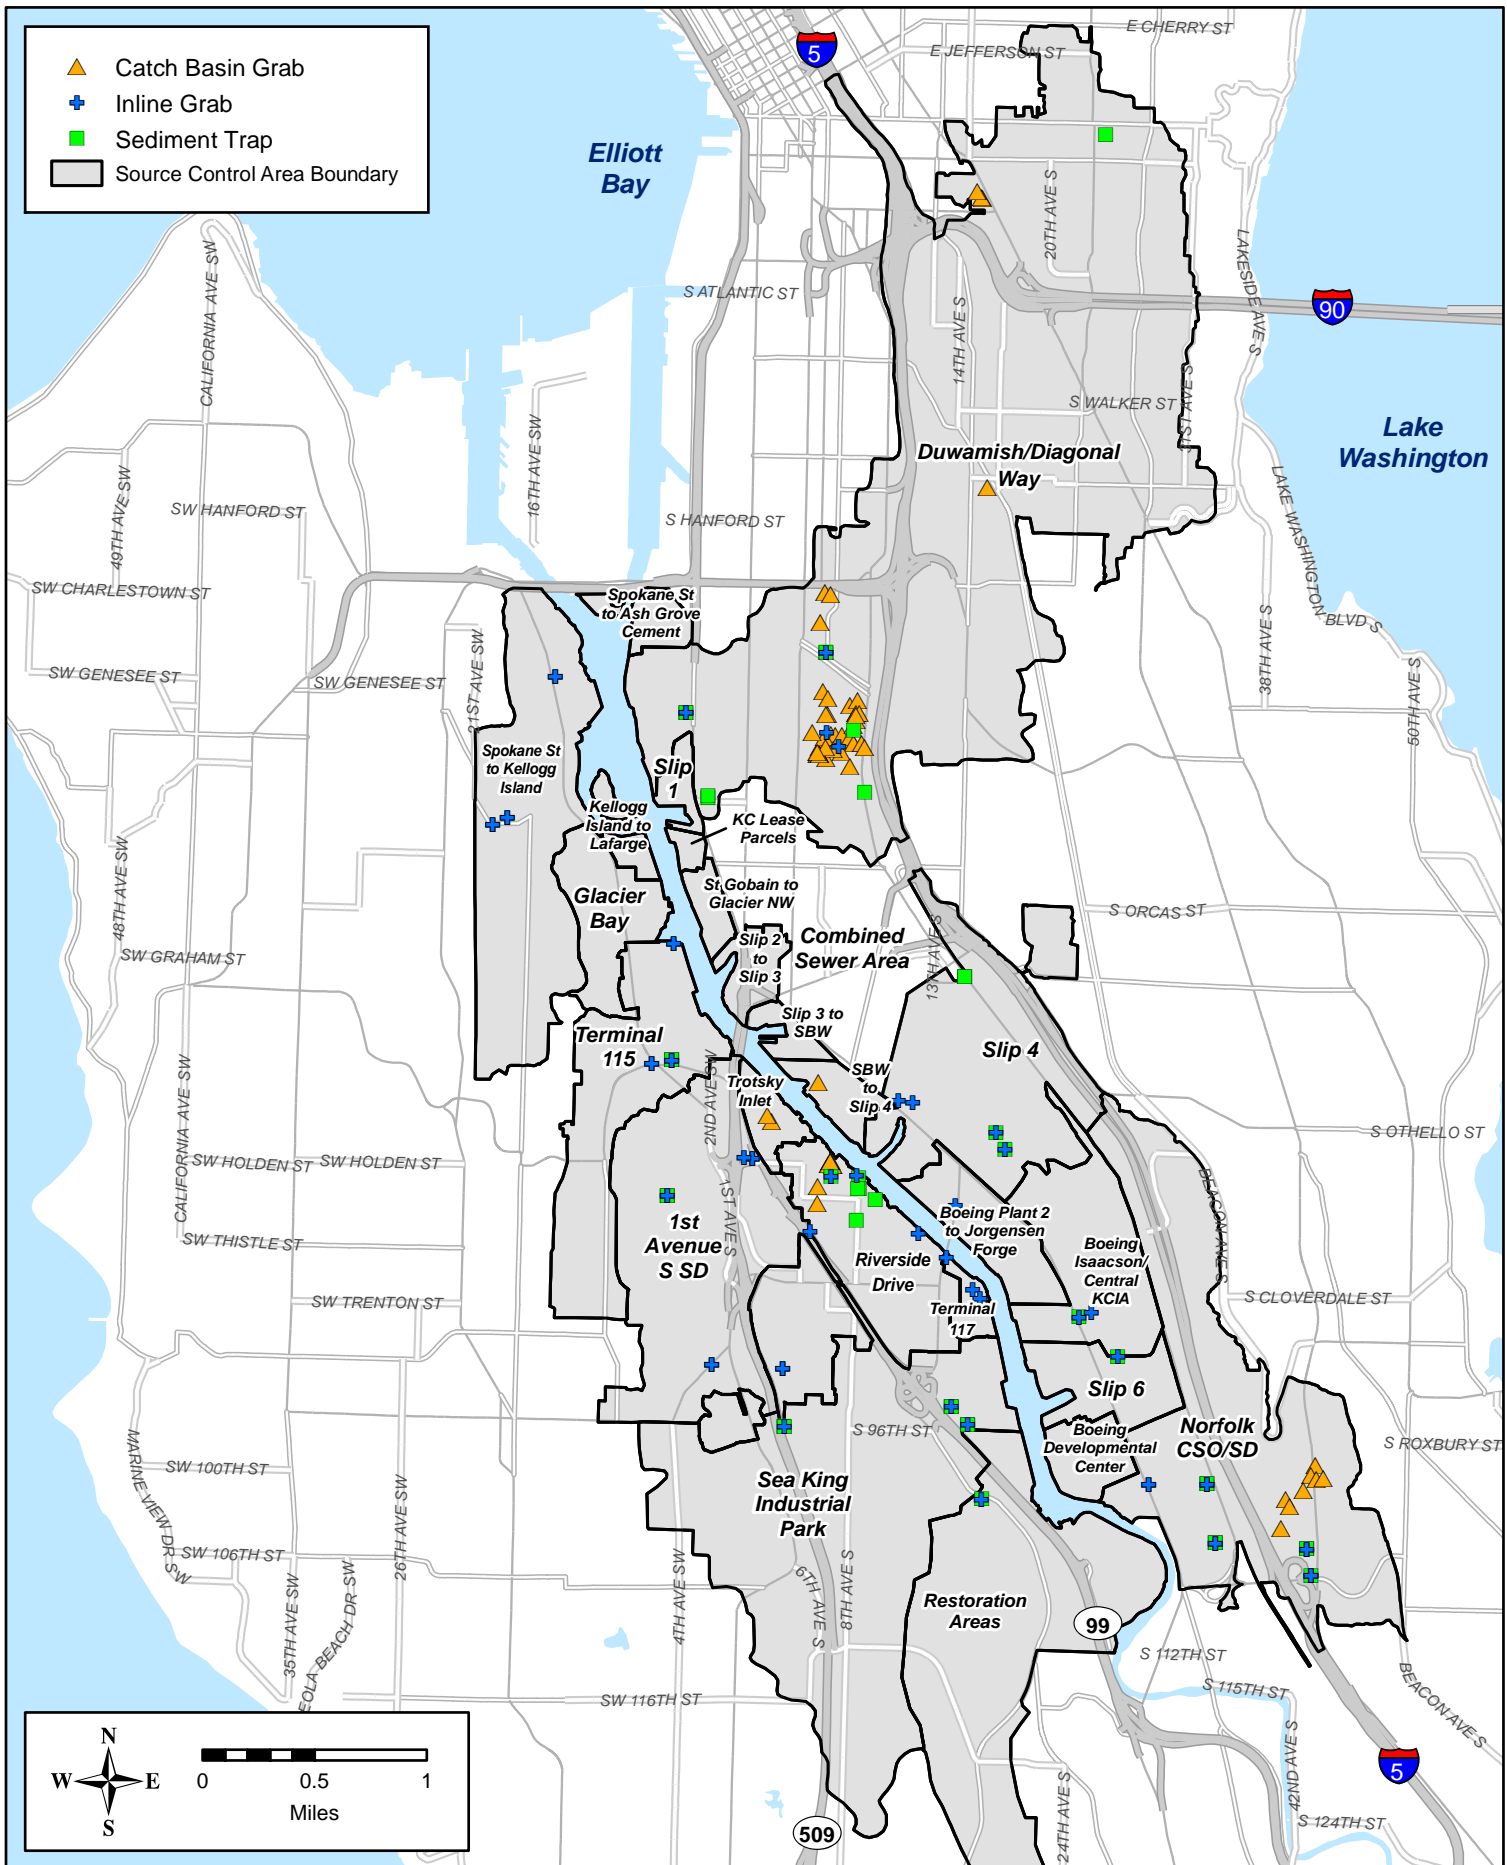 Catch Basin Grab
Inline Grab
Sediment Trap
Source Control Area Boundary
5
E CHERRY ST
E JEFFERSON ST
Elliott
Bay
20TH AVE S
CALIFORNIA AVE SW
LAKESIDE AVE S
S ATLANTIC ST
90
14TH AVE S
S WALKER ST
31ST AVE S
Lake
Washington
Duwamish/Diagonal
Way
16TH AVE SW
49TH AVE SW
SW HANFORD ST
S HANFORD ST
LAKE WASHINGTON
BLVD S
SW CHARLESTOWN ST
Spokane St
to Ash Grove
Cement
38TH AVE S
50TH AVE S
SW GENESEE ST
SW GENESEE ST
21ST AVE SW
Spokane St
to Kellogg
Island
Slip
1
Kellogg
Island to
Lafarge
KC Lease
Parcels
48TH AVE SW
Glacier
Bay
St Gobain to
Glacier NW
S ORCAS ST
SW GRAHAM ST
Slip 2
to
Slip 3
Combined
Sewer Area
13TH AVE S
Slip 3 to
SBW
Terminal
115
Slip 4
2ND AVE SW
Trotsky
Inlet
SBW
to
Slip 4
CALIFORNIA AVE SW
SW HOLDEN ST
SW HOLDEN ST
S OTHELLO ST
BEACON AVE S
1ST AVE S
1st
Avenue
S SD
SW THISTLE ST
Boeing Plant 2
to Jorgensen
Forge
Boeing
Isaacson/
Central
KCIA
Riverside
Drive
SW TRENTON ST
Terminal
117
S CLOVERDALE ST
Slip 6
Norfolk
CSO/SD
Boeing
Developmental
Center
S 96TH ST
S ROXBURY ST
MARINE VIEW DR SW
SW 100TH ST
26TH AVE SW
Sea King
Industrial
Park
SW 106TH ST
35TH AVE SW
EOLA BEACH DR SW
4TH AVE SW
6TH AVE S
8TH AVE S
Restoration
Areas
99
S 112TH ST
S 115TH ST
BEACON AVE S
SW 116TH ST
42ND AVE S
24TH AVE S
5
S 124TH ST
509
N
W E
S
0 0.5 1
Miles